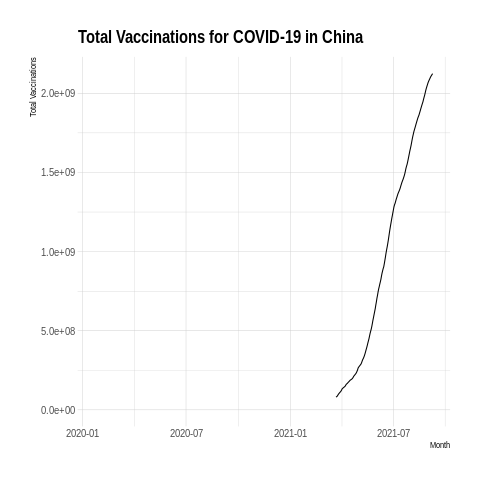 Total Vaccinations for COVID-19 in China
Total Vaccinations
2.0e+09
1.5e+09
1.0e+09
5.0e+08
0.0e+00
2020-01 2020-07 2021-01 2021-07
Month